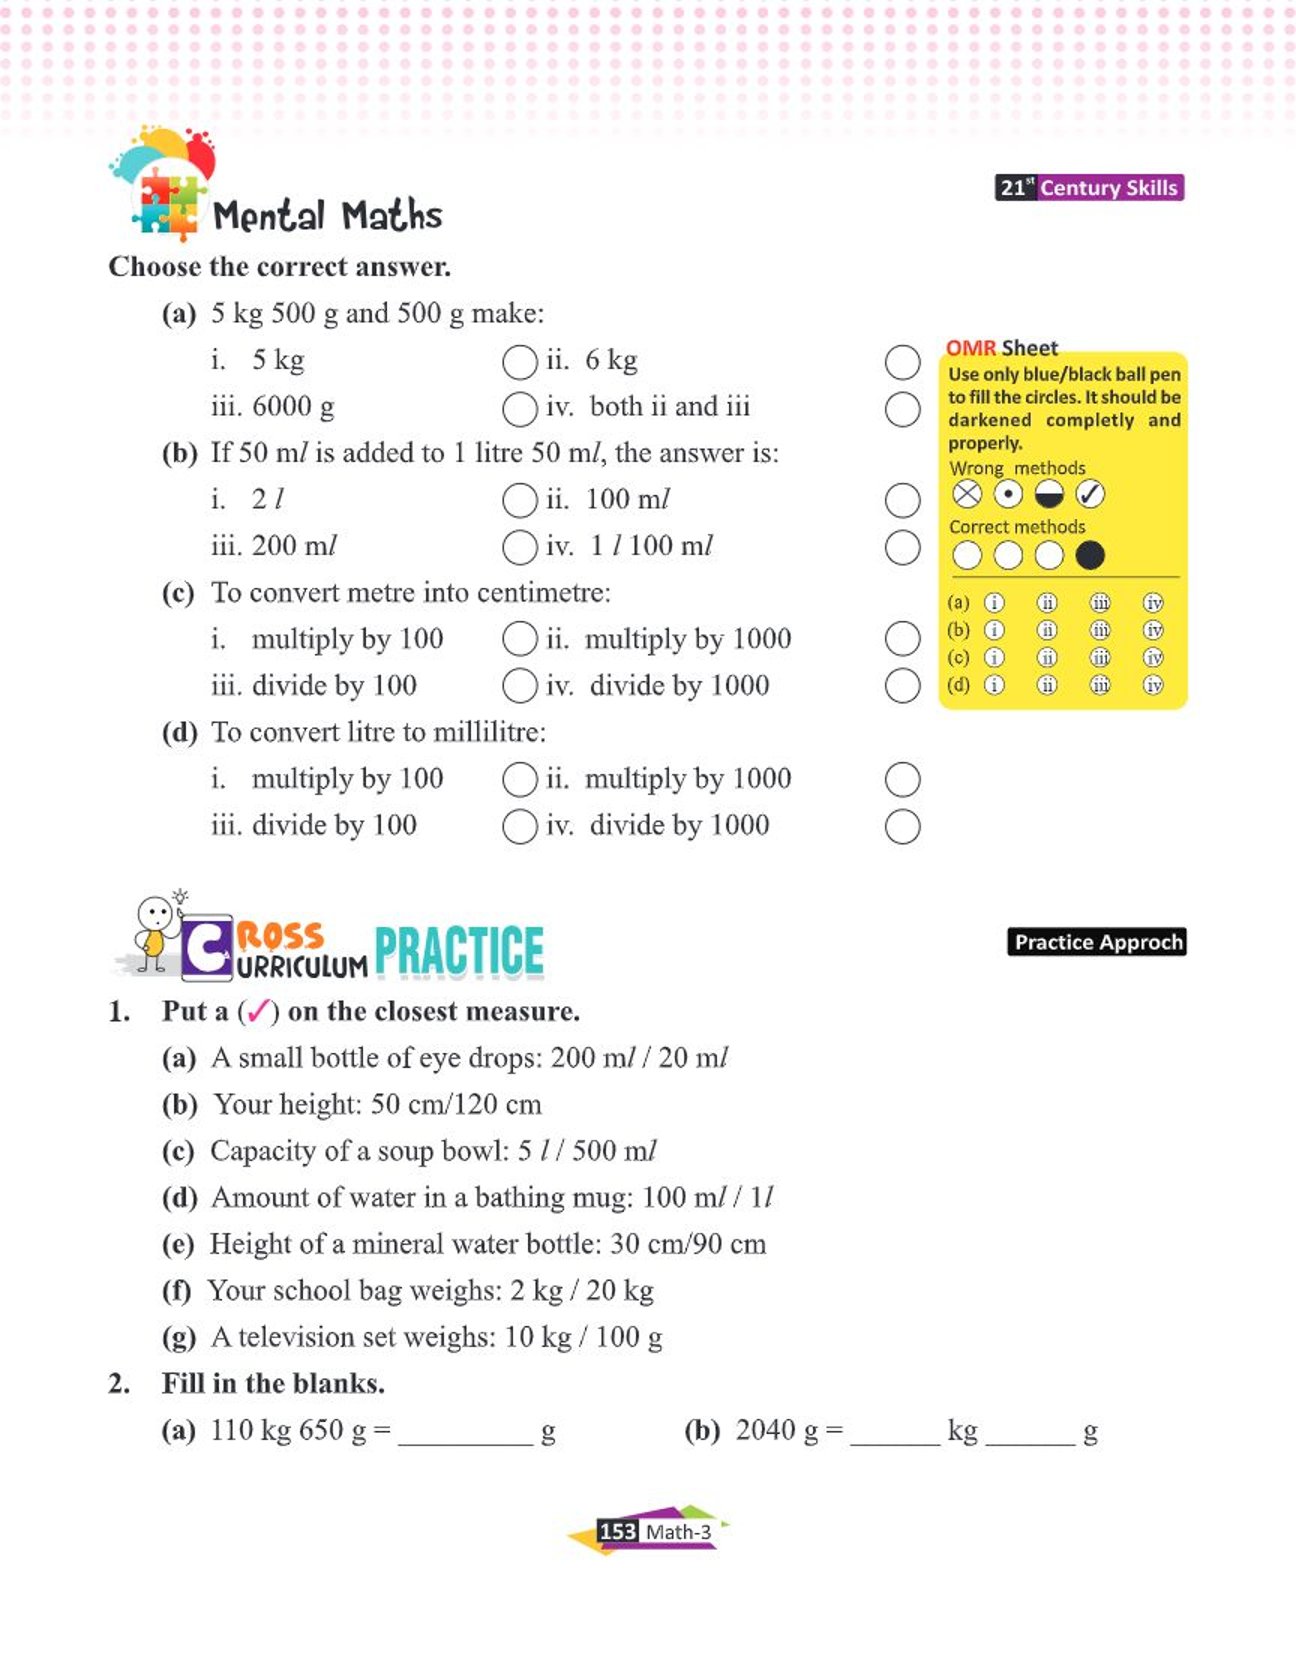 21st Century Skills
Mental Maths
Choose the correct answer.
(a) 5 kg 500 g and 500 g make:
i. 5 kg ii. 6 kg
iii. 6000 g iv. both ii and iii
(b) If 50 ml is added to 1 litre 50 ml, the answer is:
i. 2 l ii. 100 ml
iii. 200 ml iv. 1 l 100 ml
(c) To convert metre into centimetre:
i. multiply by 100 ii. multiply by 1000
iii. divide by 100 iv. divide by 1000
(d) To convert litre to millilitre:
i. multiply by 100 ii. multiply by 1000
iii. divide by 100 iv. divide by 1000
OMR Sheet
Use only blue/black ball pen
to fill the circles. It should be
darkened completly and
properly.
Wrong methods
Correct methods
(a) i ii iii iv
(b) i ii iii iv
(c) i ii iii iv
(d) i ii iii iv
CROSS CURRICULUM PRACTICE
Practice Approch
1. Put a (✓) on the closest measure.
(a) A small bottle of eye drops: 200 ml / 20 ml
(b) Your height: 50 cm/120 cm
(c) Capacity of a soup bowl: 5 l / 500 ml
(d) Amount of water in a bathing mug: 100 ml / 1l
(e) Height of a mineral water bottle: 30 cm/90 cm
(f) Your school bag weighs: 2 kg / 20 kg
(g) A television set weighs: 10 kg / 100 g
2. Fill in the blanks.
(a) 110 kg 650 g = _________ g (b) 2040 g = ______ kg ______ g
153 Math-3